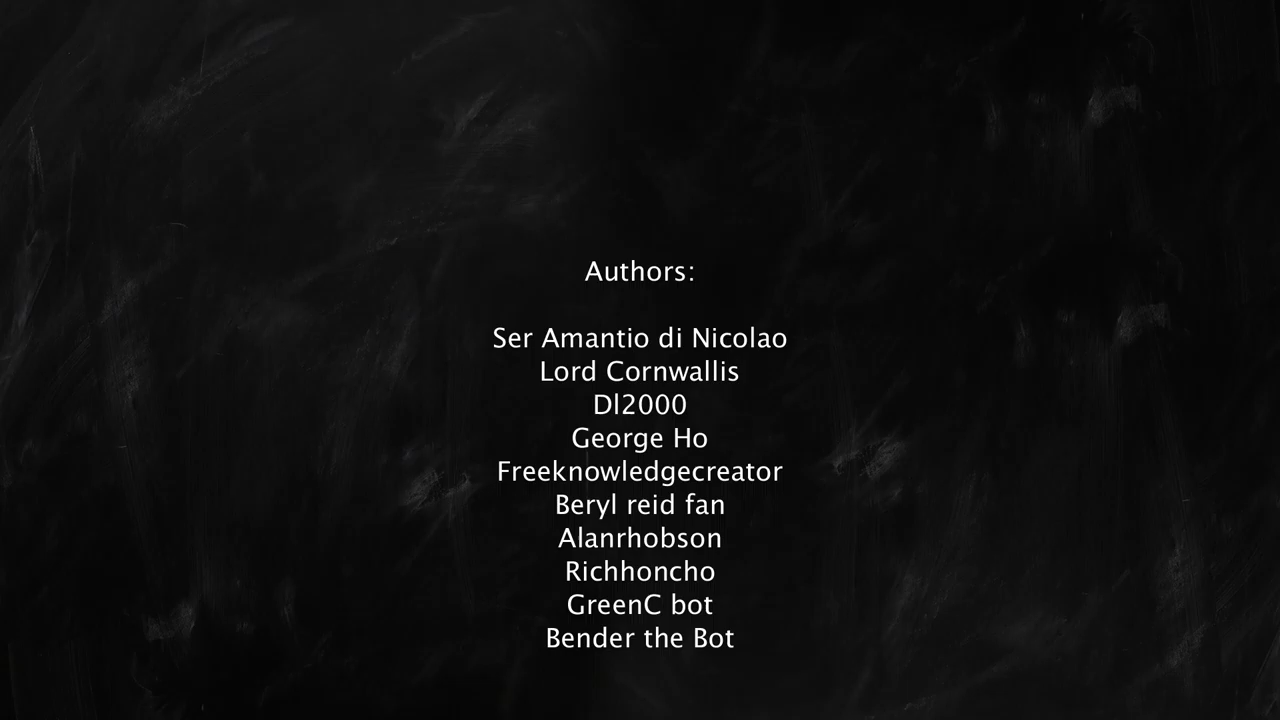 Authors:
Ser Amantio di Nicolao
Lord Cornwallis
Dl2000
George Ho
Freeknowledgecreator
Beryl reid fan
Alanrhobson
Richhoncho
GreenC bot
Bender the Bot